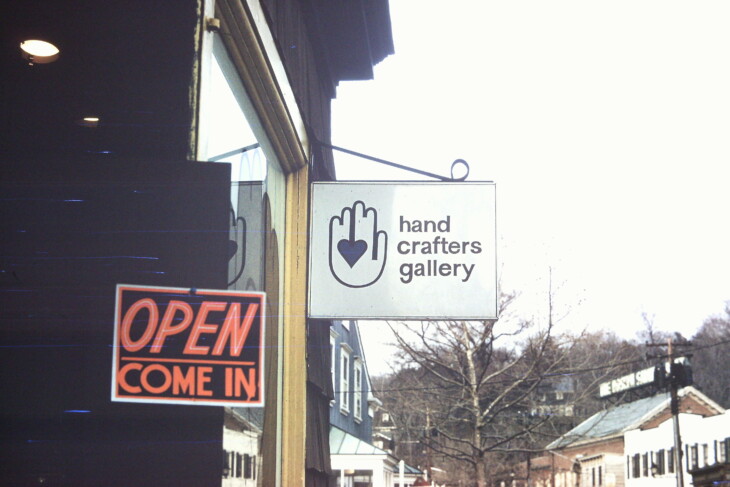 hand
crafters
gallery
OPEN
COME IN